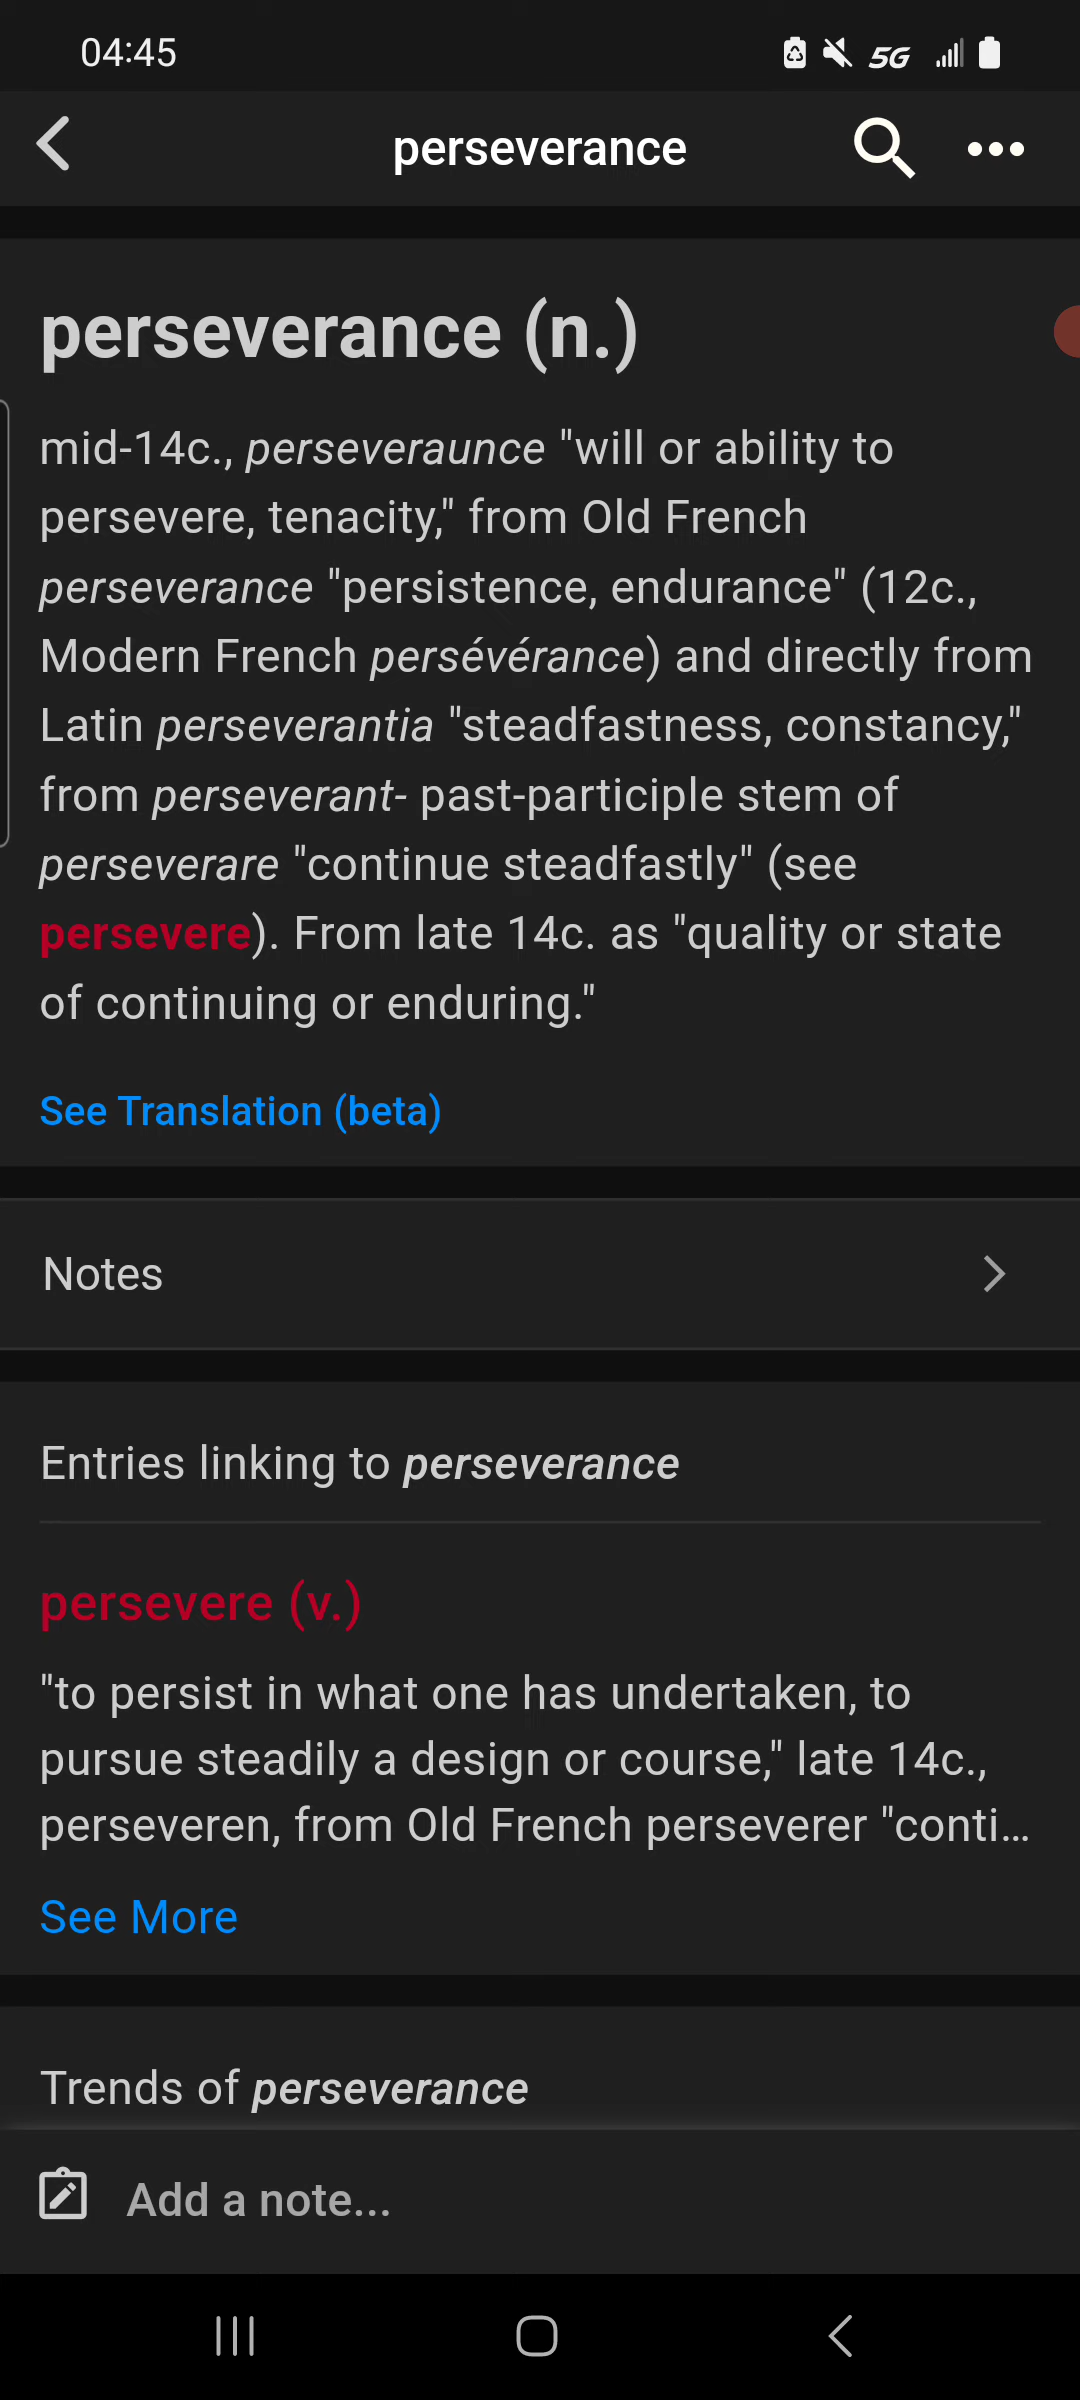 04:45
5G
perseverance
perseverance (n.)
mid-14c., perseveraunce "will or ability to
persevere, tenacity," from Old French
perseverance "persistence, endurance" (12c.,
Modern French persévérance) and directly from
Latin perseverantia "steadfastness, constancy,"
from perseverant- past-participle stem of
perseverare "continue steadfastly" (see
persevere). From late 14c. as "quality or state
of continuing or enduring."
See Translation (beta)
Notes
Entries linking to perseverance
persevere (v.)
"to persist in what one has undertaken, to
pursue steadily a design or course," late 14c.,
perseveren, from Old French perseverer "conti...
See More
Trends of perseverance
Add a note...